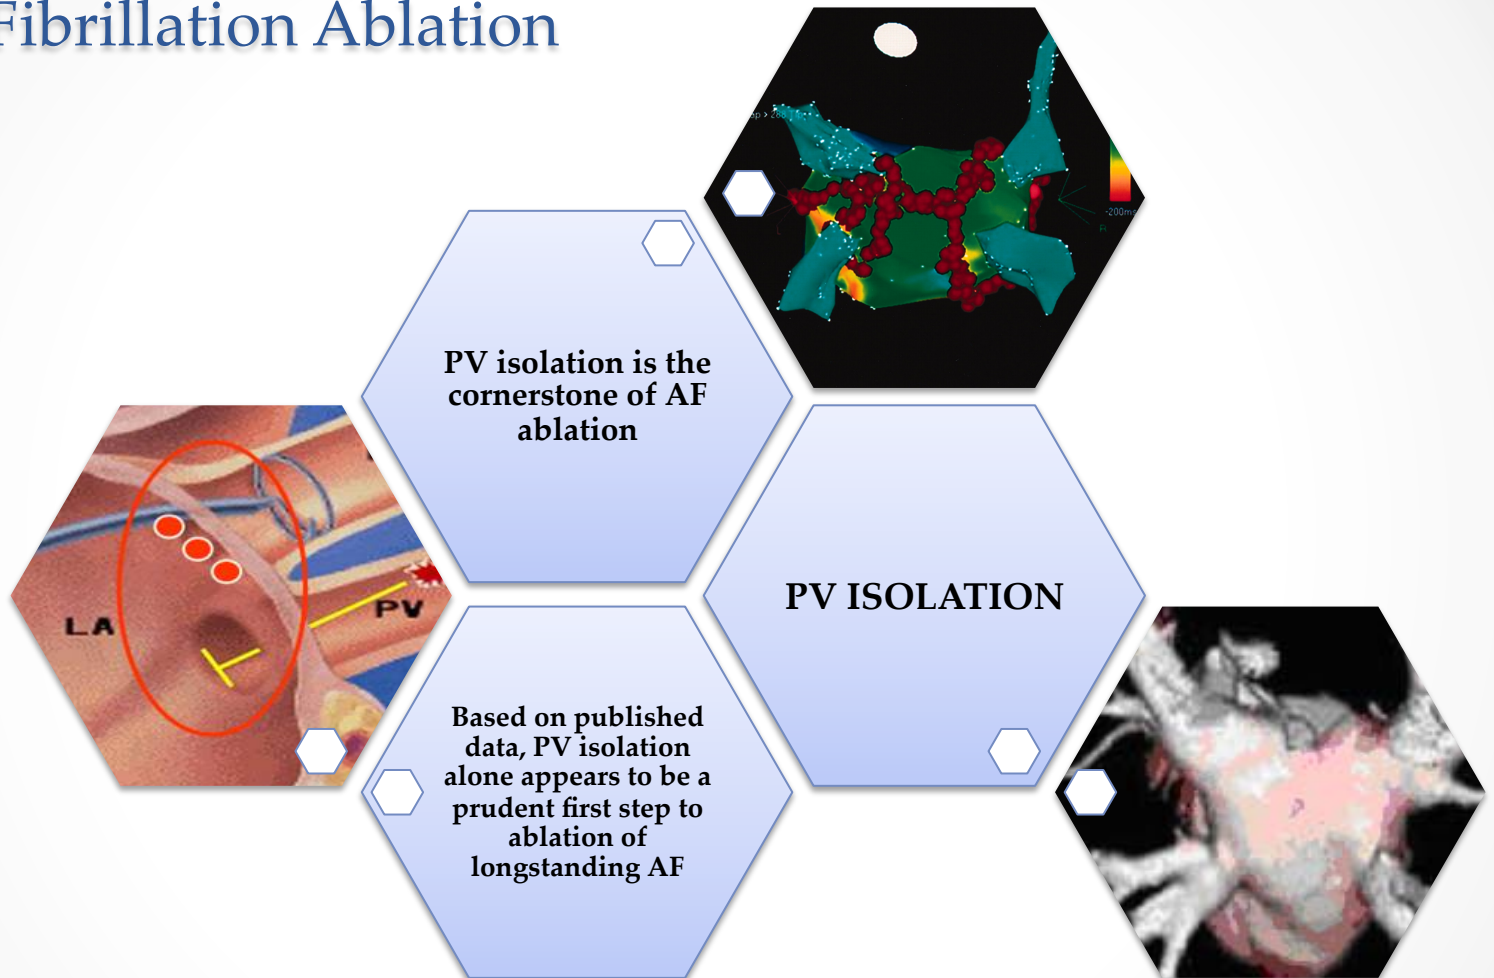 Fibrillation Ablation
-200ms
PV isolation is the
cornerstone of AF
ablation
LA
PV
PV ISOLATION
Based on published
data, PV isolation
alone appears to be a
prudent first step to
ablation of
longstanding AF